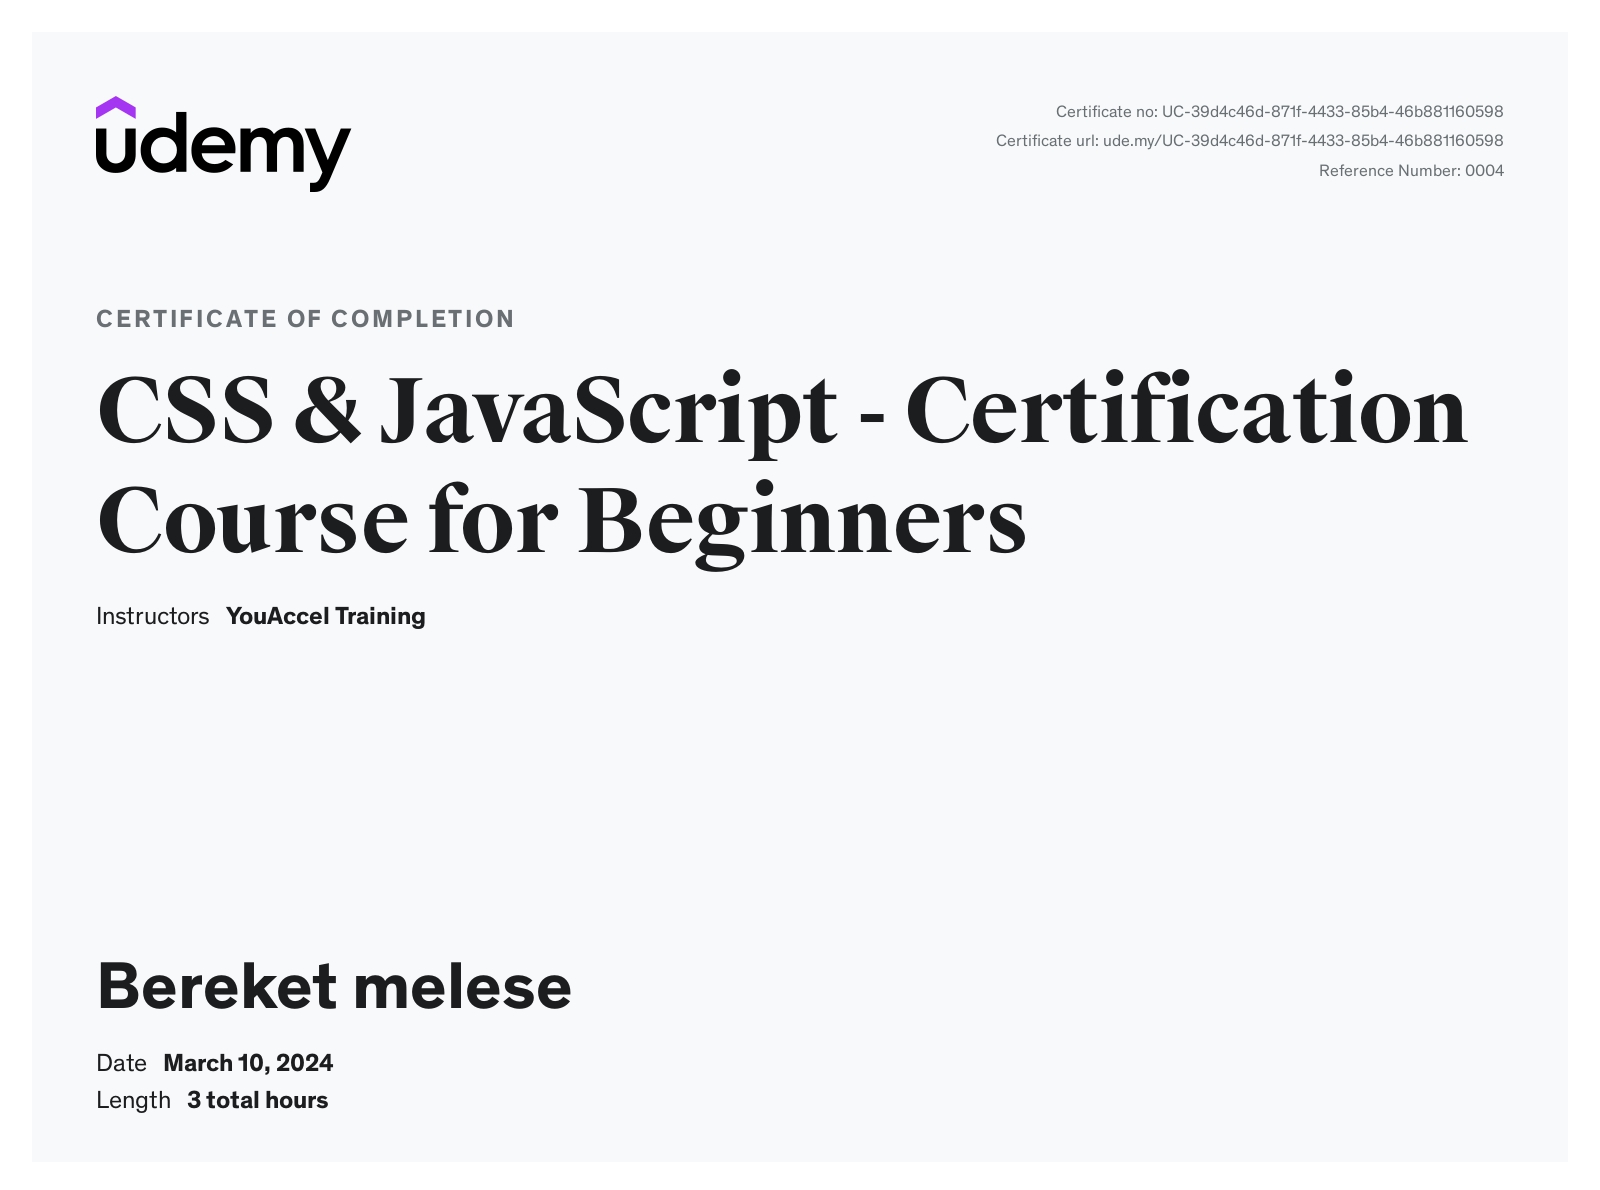 udemy
Certificate no: UC-39d4c46d-871f-4433-85b4-46b881160598
Certificate url: ude.my/UC-39d4c46d-871f-4433-85b4-46b881160598
Reference Number: 0004
CERTIFICATE OF COMPLETION
CSS & JavaScript - Certification
Course for Beginners
Instructors YouAccel Training
Bereket melese
Date March 10, 2024
Length 3 total hours